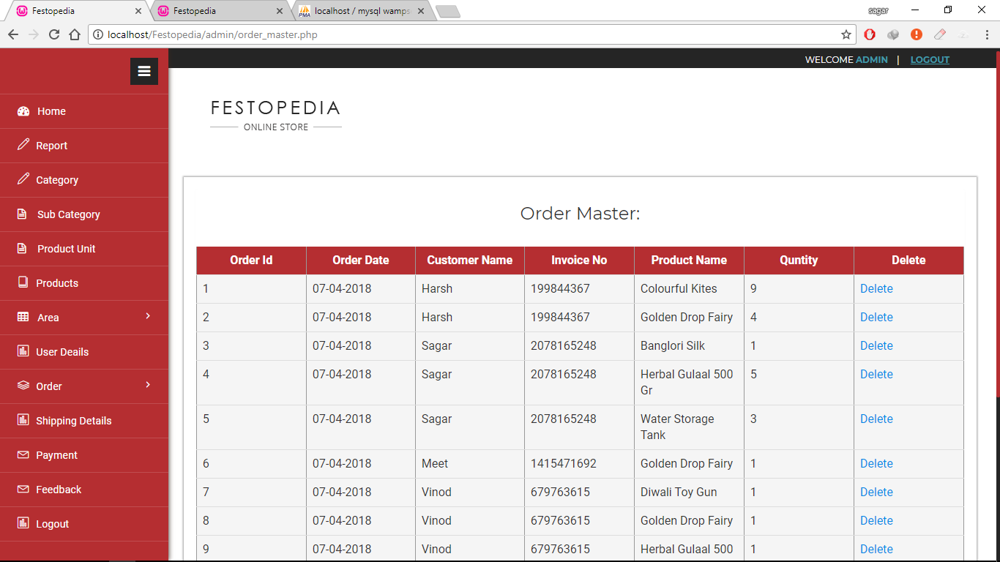 Festopedia
Festopedia
localhost / mysql wamps
sagar
localhost/Festopedia/admin/order_master.php
WELCOME ADMIN | LOGOUT
Home
Report
Category
Sub Category
Product Unit
Products
Area
User Deails
Order
Shipping Details
Payment
Feedback
Logout
FESTOPEDIA
ONLINE STORE
Order Master:
Order Id Order Date Customer Name Invoice No Product Name Quntity Delete
1 07-04-2018 Harsh 199844367 Colourful Kites 9 Delete
2 07-04-2018 Harsh 199844367 Golden Drop Fairy 4 Delete
3 07-04-2018 Sagar 2078165248 Banglori Silk 1 Delete
4 07-04-2018 Sagar 2078165248 Herbal Gulaal 500 5 Delete
Gr
5 07-04-2018 Sagar 2078165248 Water Storage 3 Delete
Tank
6 07-04-2018 Meet 1415471692 Golden Drop Fairy 1 Delete
7 07-04-2018 Vinod 679763615 Diwali Toy Gun 1 Delete
8 07-04-2018 Vinod 679763615 Golden Drop Fairy 1 Delete
9 07-04-2018 Vinod 679763615 Herbal Gulaal 500 1 Delete